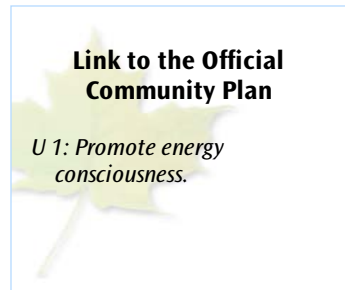 Link to the Official
Community Plan
U 1: Promote energy
consciousness.